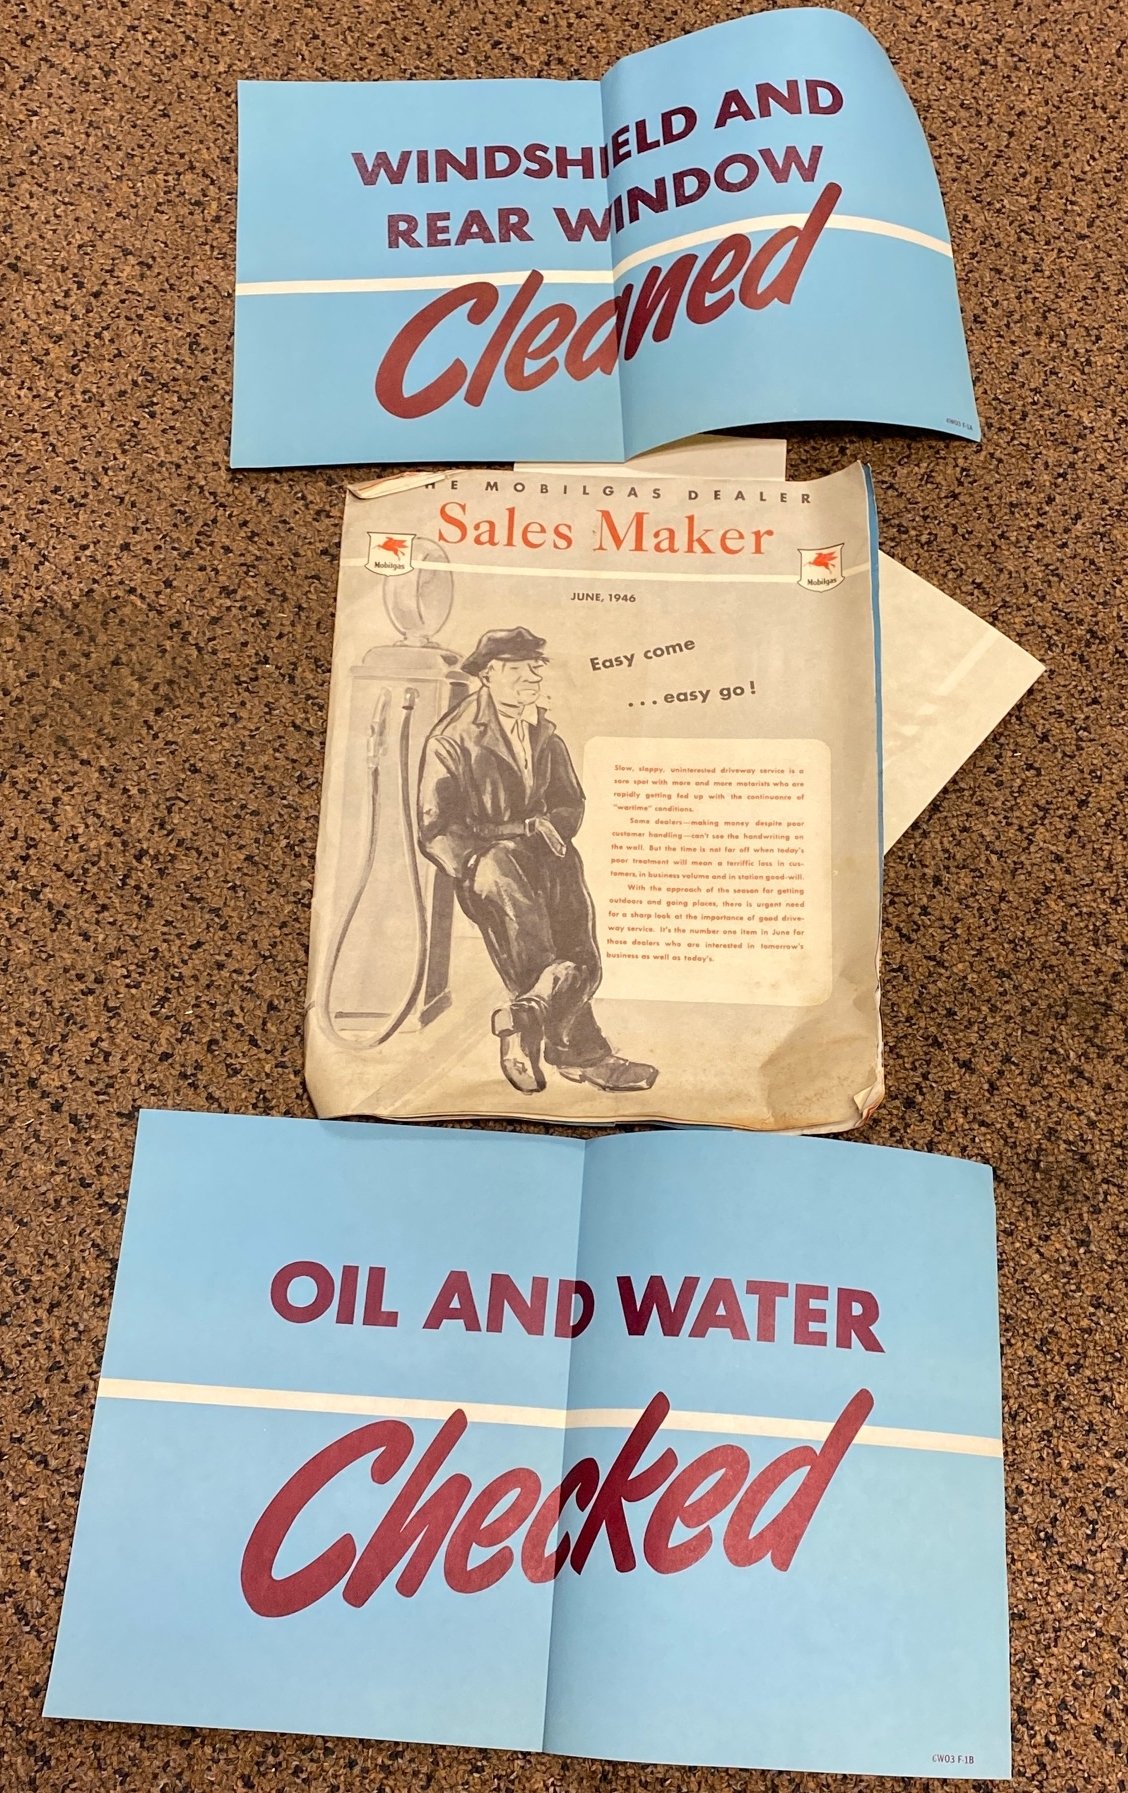 WINDSHIELD AND
REAR WINDOW
Cleaned
6W03 F-1A
HE MOBILGAS DEALER
Sales Maker
Mobilgas
Mobilgas
JUNE, 1946
Easy come
...easy go!
Slow, sloppy, uninterested driveway service is a
sore spot with more and more motorists who are
rapidly getting fed up with the continuance of
"wartime" conditions.
Some dealers—making money despite poor
customer handling—can't see the handwriting on
the wall. But the time is not far off when today's
poor treatment will mean a terrific loss in cus-
tomers, in business volume and in station good-will.
With the approach of the season for getting
outdoors and going places, there is urgent need
for a sharp look at the importance of good drive-
way service. It's the number one item in June for
those dealers who are interested in tomorrow's
business as well as today's.
OIL AND WATER
Checked
6W03 F-1B